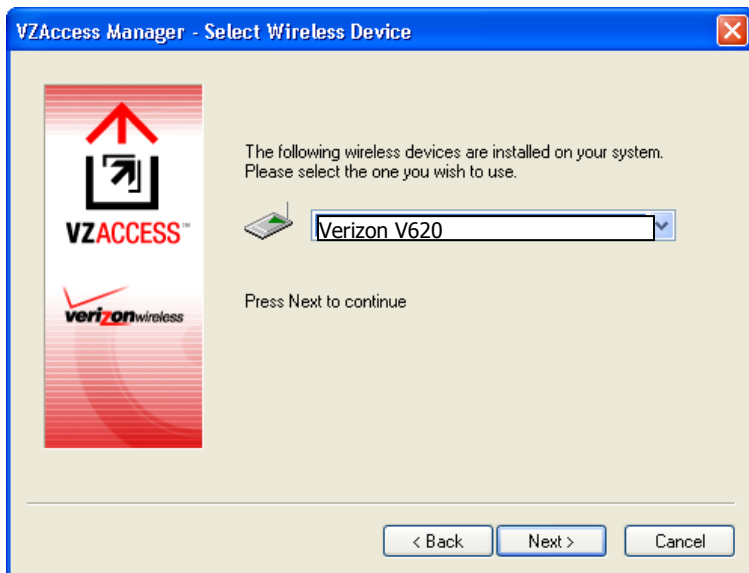 VZAccess Manager - Select Wireless Device
VZACCESS™
verizonwireless
The following wireless devices are installed on your system.
Please select the one you wish to use.
Verizon V620
Press Next to continue
< Back
Next >
Cancel